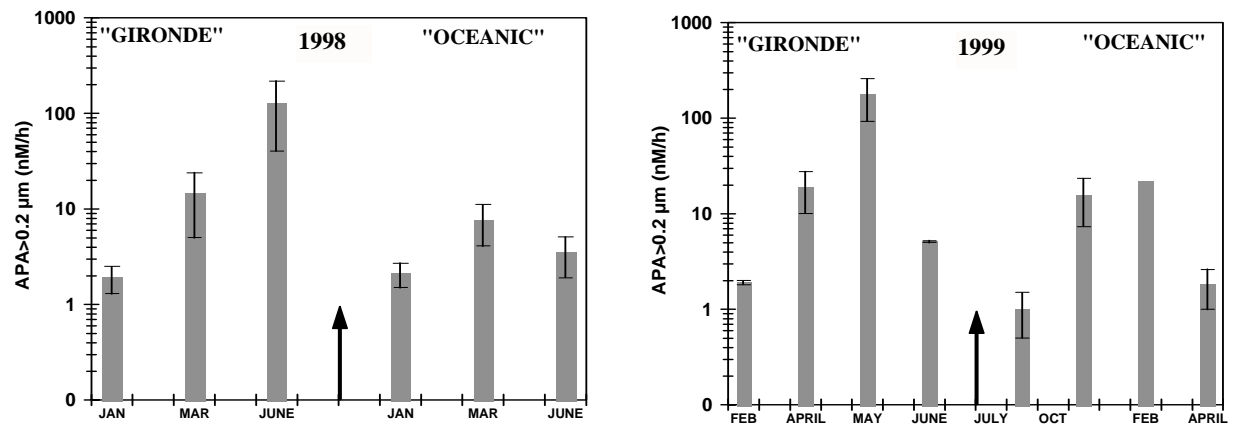 "GIRONDE" 1998 "OCEANIC"
APA>0.2 µm (nM/h)
1000
100
10
1
0
JAN MAR JUNE JAN MAR JUNE
"GIRONDE" 1999 "OCEANIC"
APA>0.2 µm (nM/h)
1000
100
10
1
0
FEB APRIL MAY JUNE JULY OCT FEB APRIL